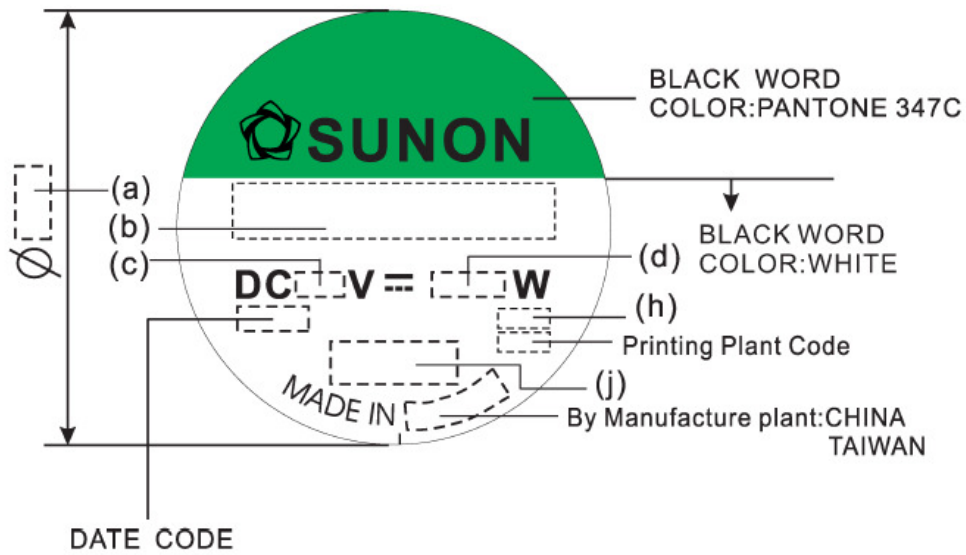 BLACK WORD
COLOR:PANTONE 347C
SUNON
(a)
(b)
BLACK WORD
COLOR:WHITE
(c)
(d)
Ø
DC V ⎓ W
(h)
Printing Plant Code
(j)
MADE IN
By Manufacture plant:CHINA
TAIWAN
DATE CODE